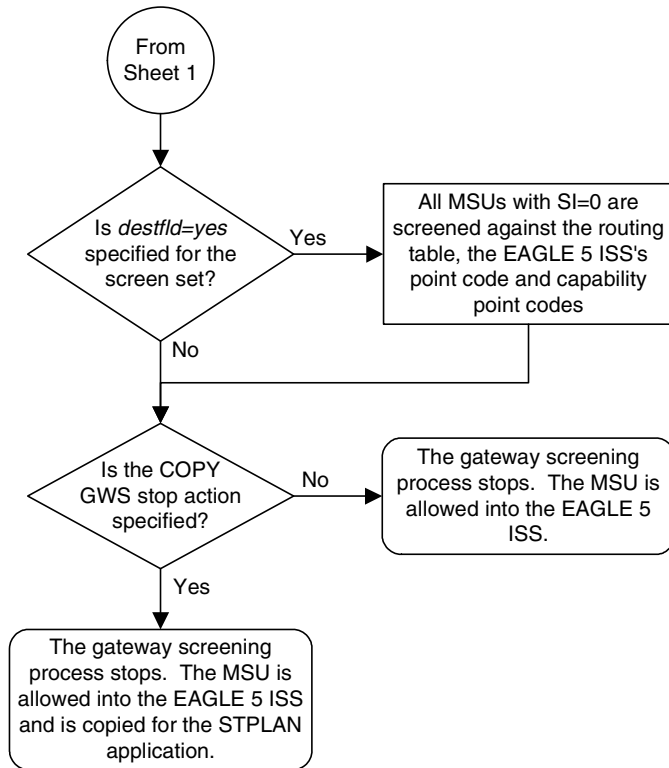 From
Sheet 1
Is destfld=yes
specified for the
screen set?
Yes
All MSUs with SI=0 are
screened against the routing
table, the EAGLE 5 ISS's
point code and capability
point codes
No
Is the COPY
GWS stop action
specified?
No
The gateway screening
process stops. The MSU is
allowed into the EAGLE 5
ISS.
Yes
The gateway screening
process stops. The MSU is
allowed into the EAGLE 5 ISS
and is copied for the STPLAN
application.